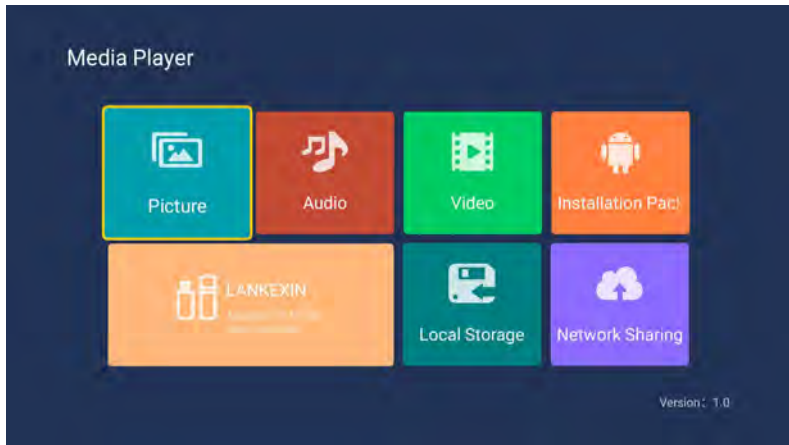 Media Player
Picture
Audio
Video
Installation Pac
LANKEXIN
Local Storage
Network Sharing
Version： 1.0